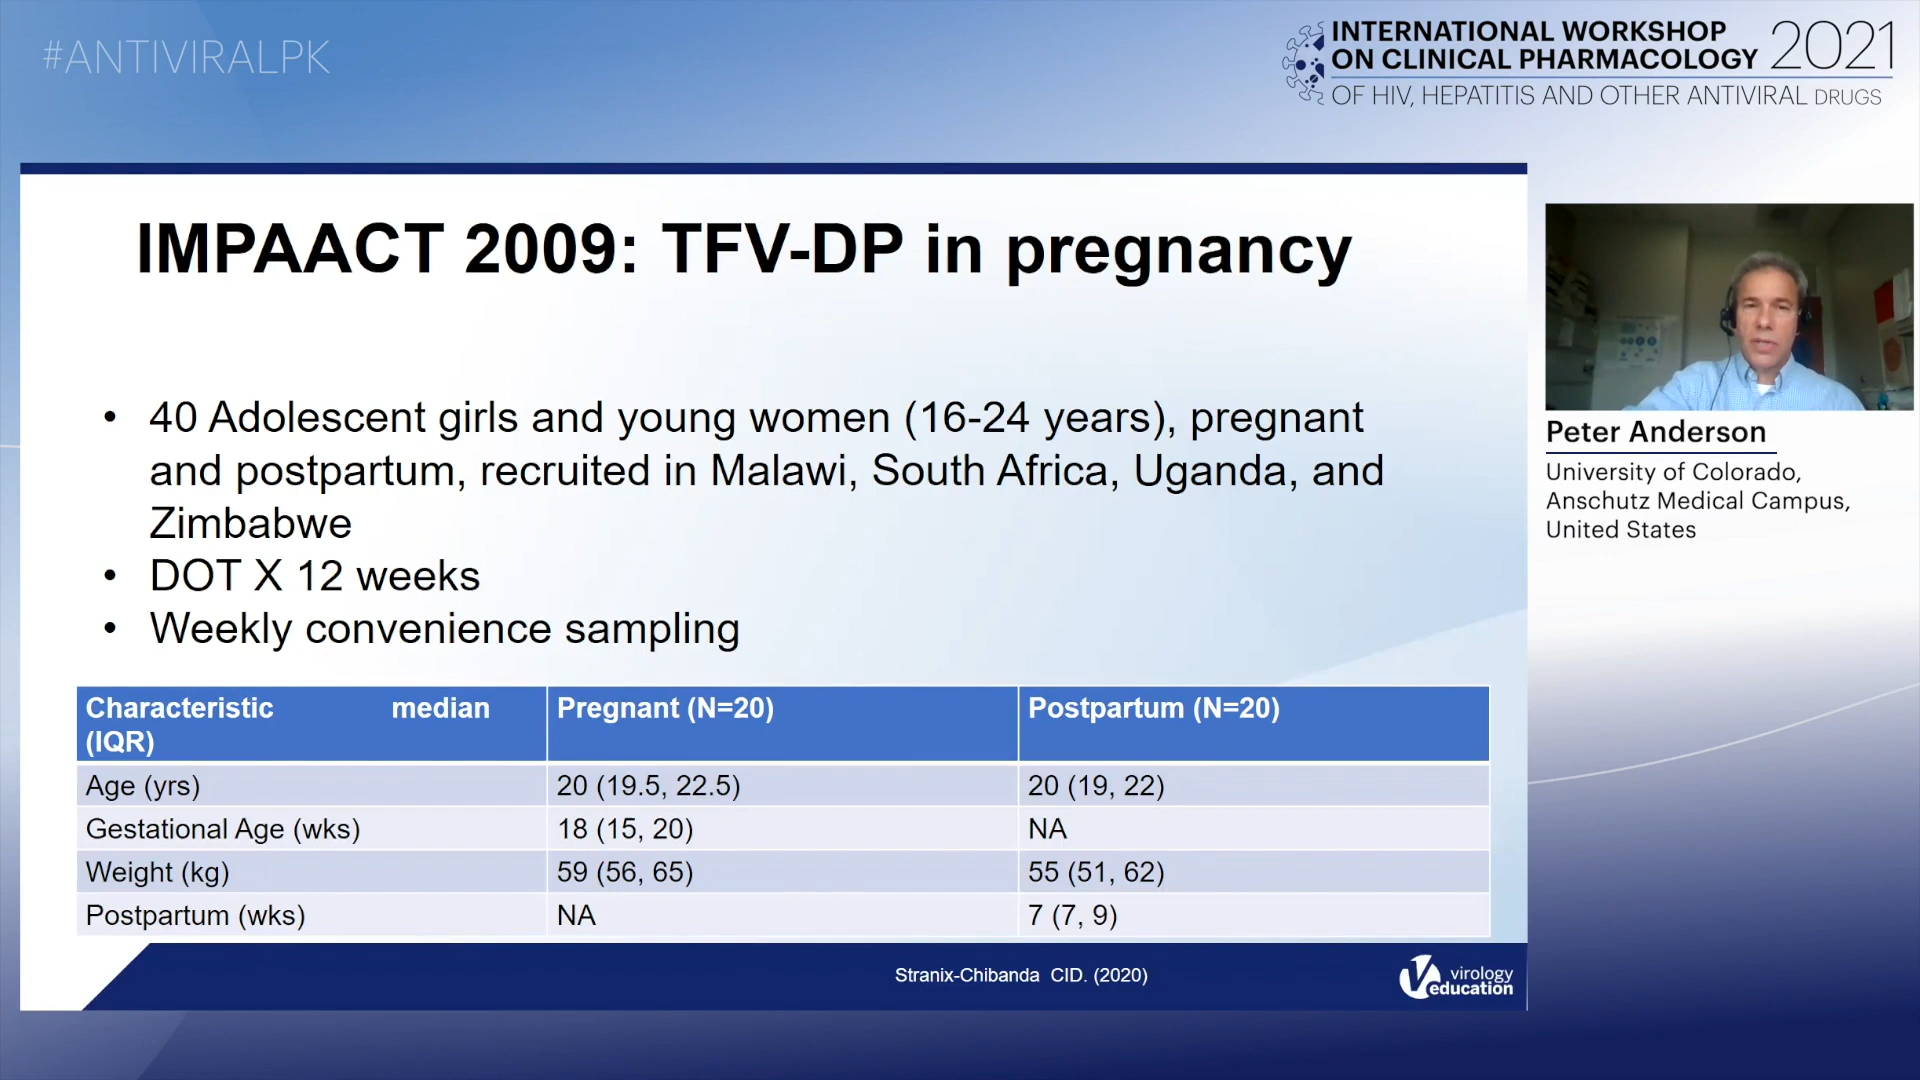 #ANTIVIRALPK
INTERNATIONAL WORKSHOP
ON CLINICAL PHARMACOLOGY 2021
OF HIV, HEPATITIS AND OTHER ANTIVIRAL DRUGS
IMPAACT 2009: TFV-DP in pregnancy
• 40 Adolescent girls and young women (16-24 years), pregnant
and postpartum, recruited in Malawi, South Africa, Uganda, and
Zimbabwe
• DOT X 12 weeks
• Weekly convenience sampling
Characteristic median (IQR) Pregnant (N=20) Postpartum (N=20)
Age (yrs) 20 (19.5, 22.5) 20 (19, 22)
Gestational Age (wks) 18 (15, 20) NA
Weight (kg) 59 (56, 65) 55 (51, 62)
Postpartum (wks) NA 7 (7, 9)
Stranix-Chibanda CID. (2020)
virology
education
Peter Anderson
University of Colorado,
Anschutz Medical Campus,
United States